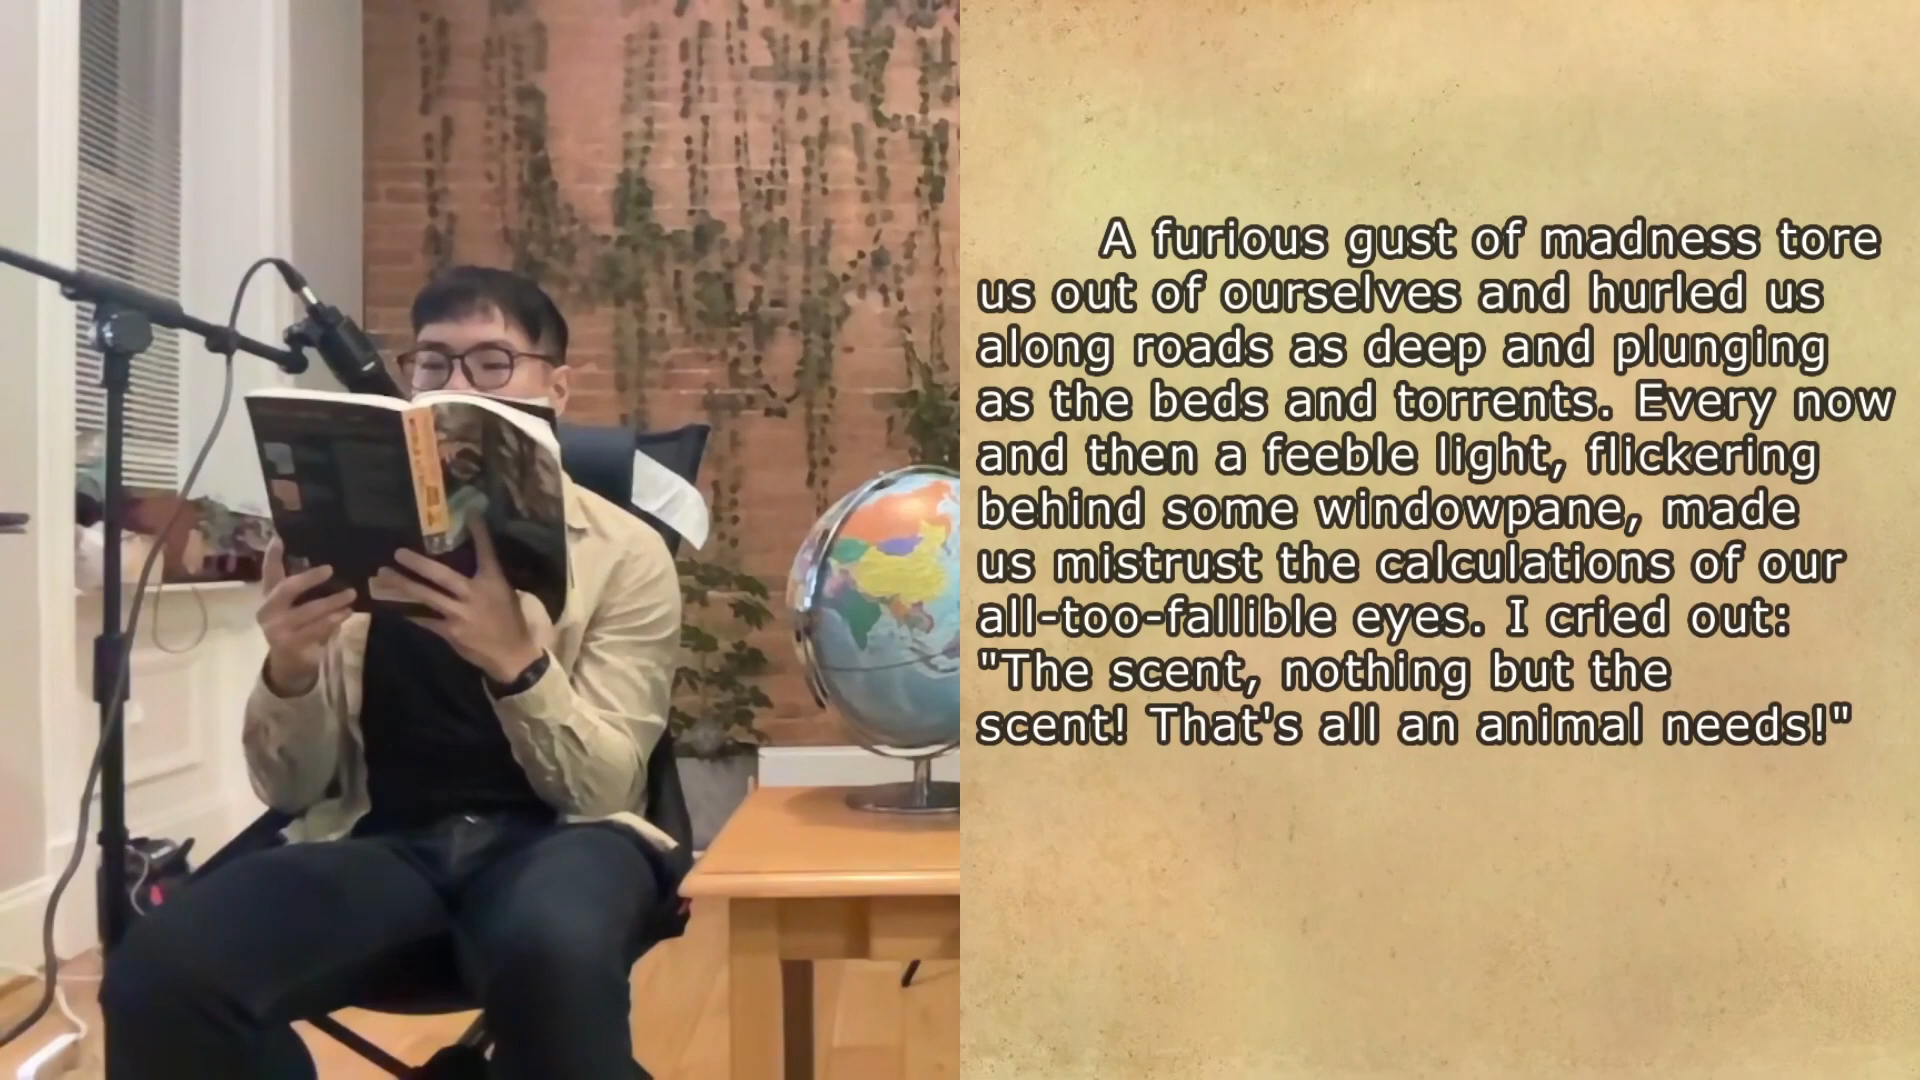 A furious gust of madness tore
us out of ourselves and hurled us
along roads as deep and plunging
as the beds and torrents. Every now
and then a feeble light, flickering
behind some windowpane, made
us mistrust the calculations of our
all-too-fallible eyes. I cried out:
"The scent, nothing but the
scent! That's all an animal needs!"